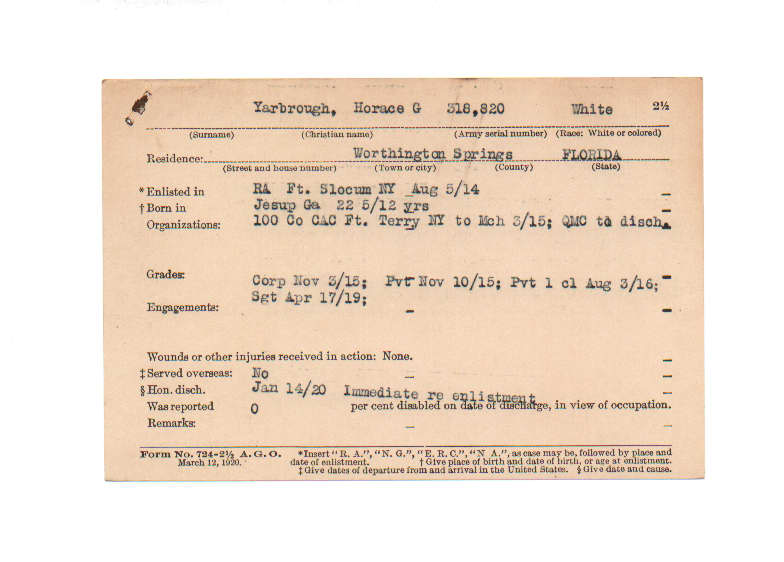 Yarbrough, Horace G 318,820 White 2½
(Surname) (Christian name) (Army serial number) (Race: White or colored)
Residence: Worthington Springs FLORIDA
(Street and house number) (Town or city) (County) (State)
* Enlisted in RA Ft. Slocum NY Aug 5/14
† Born in Jesup Ga 22 5/12 yrs
Organizations: 100 Co CAC Ft. Terry NY to Mch 3/15; QMC to disch.
Grades: Corp Nov 3/15; Pvt Nov 10/15; Pvt 1 cl Aug 3/16;
Sgt Apr 17/19;
Engagements: -
Wounds or other injuries received in action: None.
‡ Served overseas: No -
§ Hon. disch. Jan 14/20 Immediate re enlistment
Was reported 0 per cent disabled on date of discharge, in view of occupation.
Remarks: -
Form No. 724-2½ A. G. O. *Insert "R. A.", "N. G.", "E. R. C.", "N A.", as case may be, followed by place and
March 12, 1920. date of enlistment. † Give place of birth and date of birth, or age at enlistment.
‡ Give dates of departure from and arrival in the United States. § Give date and cause.